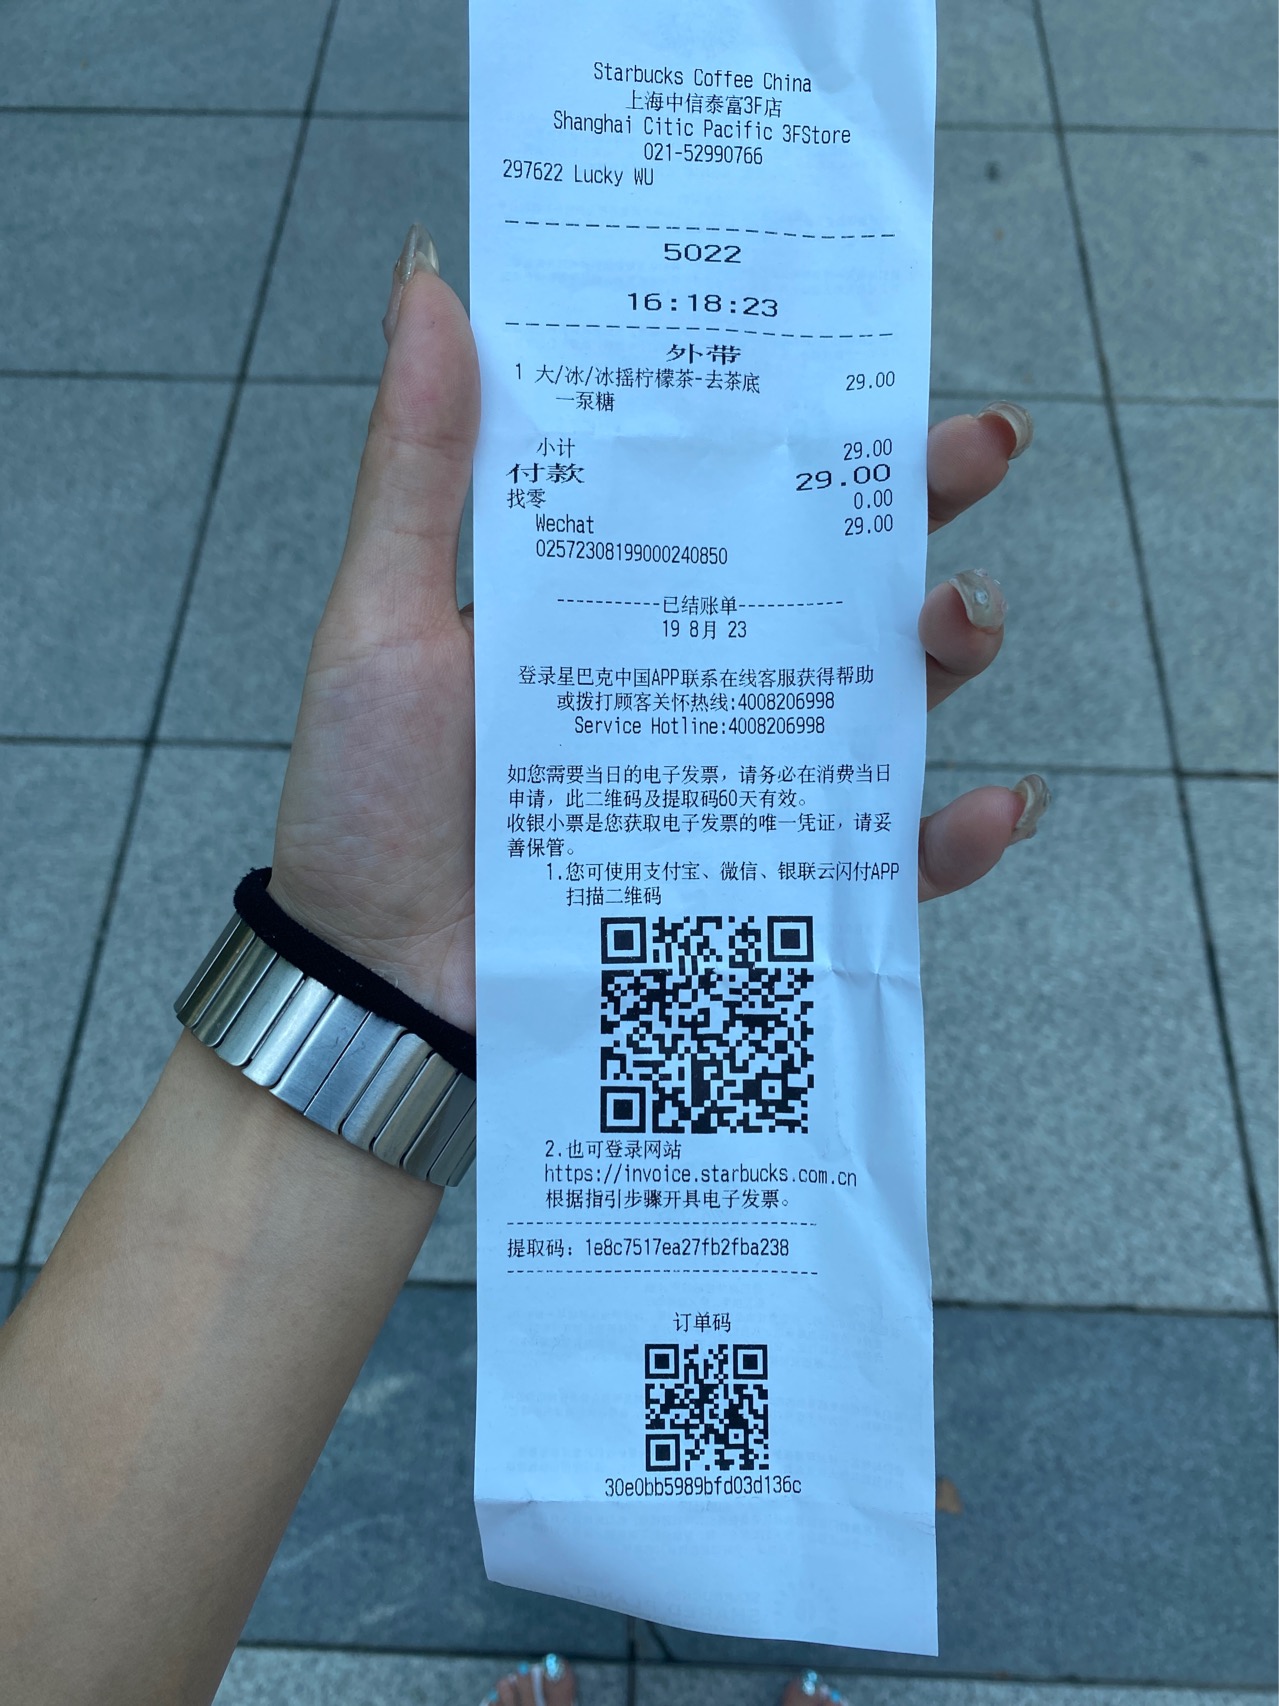 Starbucks Coffee China
上海中信泰富3F店
Shanghai Citic Pacific 3FStore
021-52990766
297622 Lucky WU
5022
16:18:23
外带
1 大/冰/冰摇柠檬茶-去茶底 29.00
一泵糖
小计 29.00
付款 29.00
找零 0.00
Wechat 29.00
02572308199000240850
-----------已结账单-----------
19 8月 23
登录星巴克中国APP联系在线客服获得帮助
或拨打顾客关怀热线:4008206998
Service Hotline:4008206998
如您需要当日的电子发票，请务必在消费当日
申请，此二维码及提取码60天有效。
收银小票是您获取电子发票的唯一凭证，请妥
善保管。
1.您可使用支付宝、微信、银联云闪付APP
扫描二维码
2.也可登录网站
https://invoice.starbucks.com.cn
根据指引步骤开具电子发票。
提取码：1e8c7517ea27fb2fba238
订单码
30e0bb5989bfd03d136c